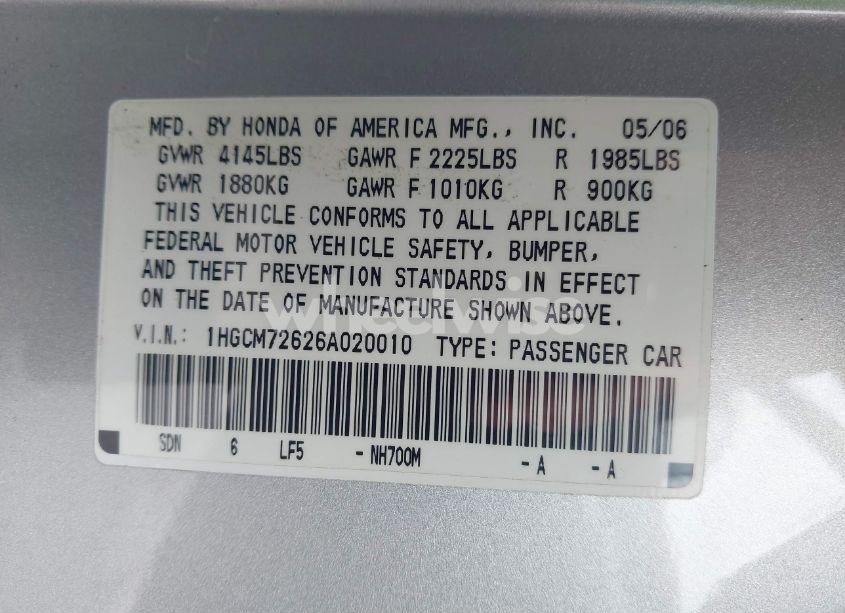 MFD. BY HONDA OF AMERICA MFG., INC. 05/06
GVWR 4145LBS GAWR F 2225LBS R 1985LBS
GVWR 1880KG GAWR F 1010KG R 900KG
THIS VEHICLE CONFORMS TO ALL APPLICABLE
FEDERAL MOTOR VEHICLE SAFETY, BUMPER,
AND THEFT PREVENTION STANDARDS IN EFFECT
ON THE DATE OF MANUFACTURE SHOWN ABOVE.
wheelwise
V.I.N.: 1HGCM72626A020010 TYPE: PASSENGER CAR
SDN 6 LF5 - NH700M - A - A